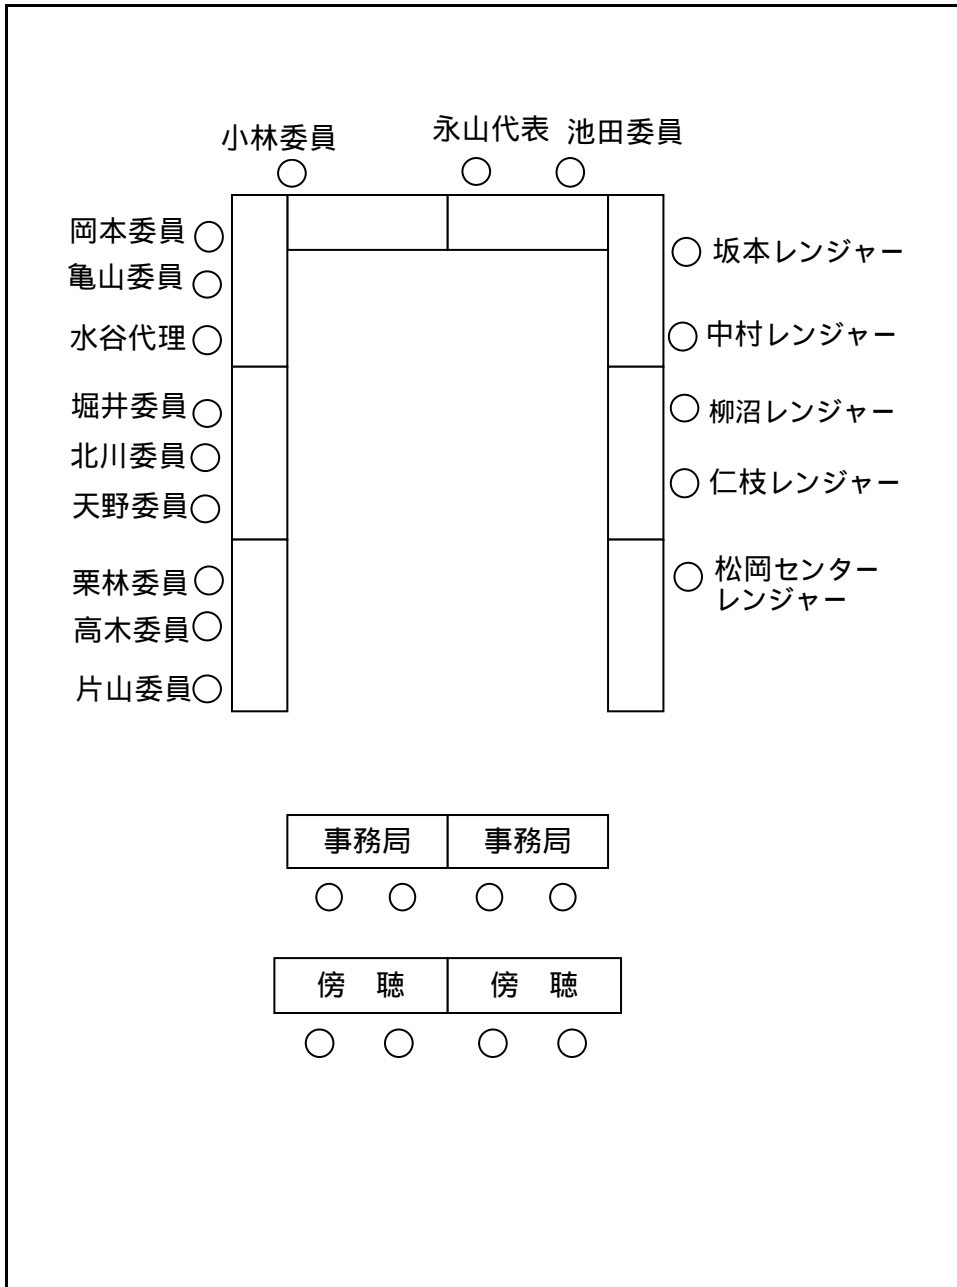 小林委員
永山代表
池田委員
岡本委員
亀山委員
水谷代理
堀井委員
北川委員
天野委員
栗林委員
高木委員
片山委員
坂本レンジャー
中村レンジャー
柳沼レンジャー
仁枝レンジャー
松岡センター
レンジャー
事務局 事務局
傍　聴 傍　聴